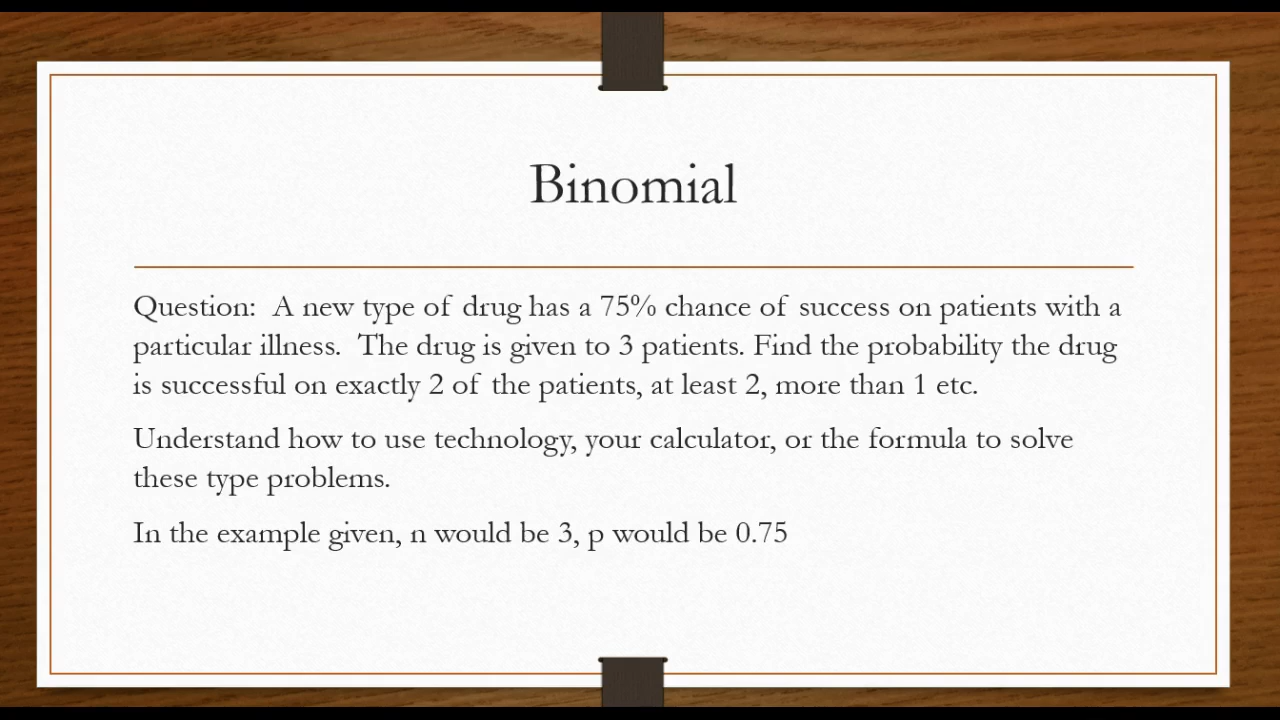 Binomial
Question:  A new type of drug has a 75% chance of success on patients with a
particular illness.  The drug is given to 3 patients. Find the probability the drug
is successful on exactly 2 of the patients, at least 2, more than 1 etc.
Understand how to use technology, your calculator, or the formula to solve
these type problems.
In the example given, n would be 3, p would be 0.75